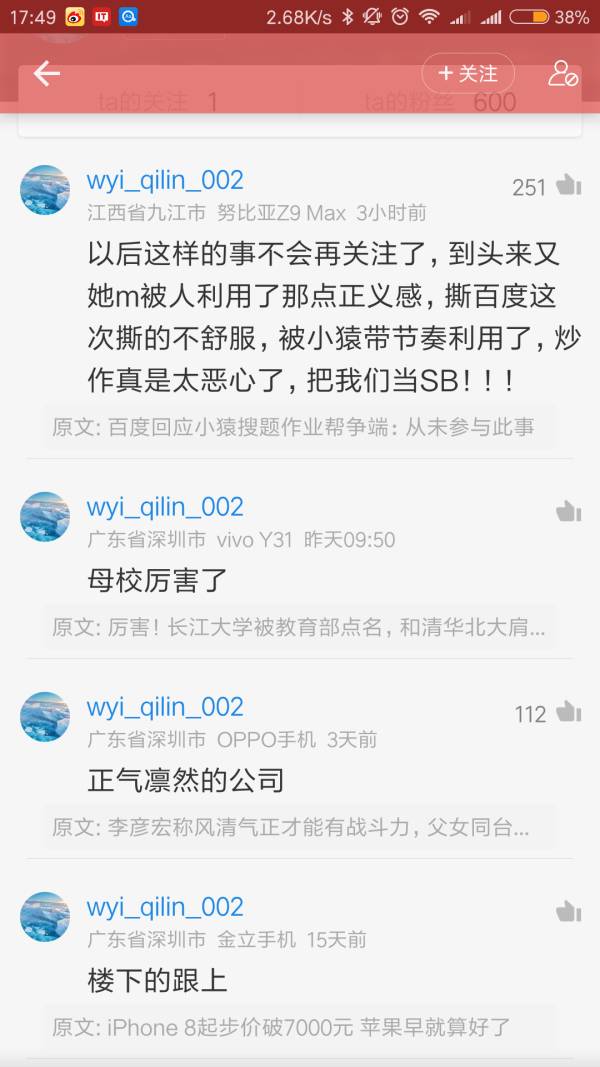 17:49
2.68K/s
38%
+ 关注
ta的关注 1
ta的粉丝 600
wyi_qilin_002
251
江西省九江市 努比亚Z9 Max 3小时前
以后这样的事不会再关注了，到头来又
她m被人利用了那点正义感，撕百度这
次撕的不舒服，被小猿带节奏利用了，炒
作真是太恶心了，把我们当SB！！！
原文: 百度回应小猿搜题作业帮争端：从未参与此事
wyi_qilin_002
广东省深圳市 vivo Y31 昨天09:50
母校厉害了
原文: 厉害！长江大学被教育部点名，和清华北大肩...
wyi_qilin_002
112
广东省深圳市 OPPO手机 3天前
正气凛然的公司
原文: 李彦宏称风清气正才能有战斗力，父女同台...
wyi_qilin_002
广东省深圳市 金立手机 15天前
楼下的跟上
原文: iPhone 8起步价破7000元 苹果早就算好了